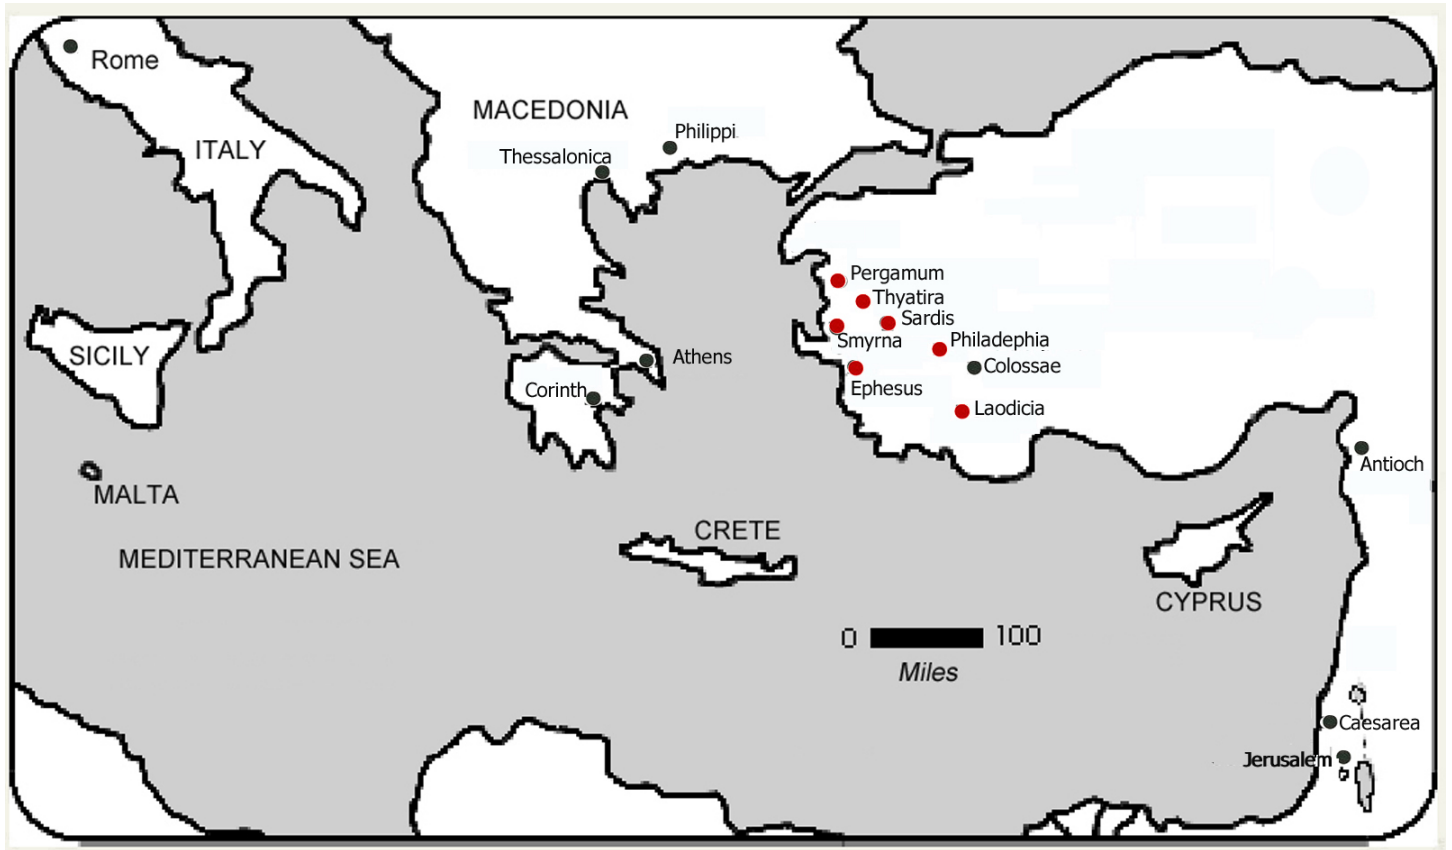 Rome
MACEDONIA
Philippi
ITALY
Thessalonica
Pergamum
Thyatira
Sardis
Smyrna
Philadephia
SICILY
Athens
Colossae
Ephesus
Corinth
Laodicia
Antioch
MALTA
CRETE
MEDITERRANEAN SEA
CYPRUS
0 100
Miles
Caesarea
Jerusalem